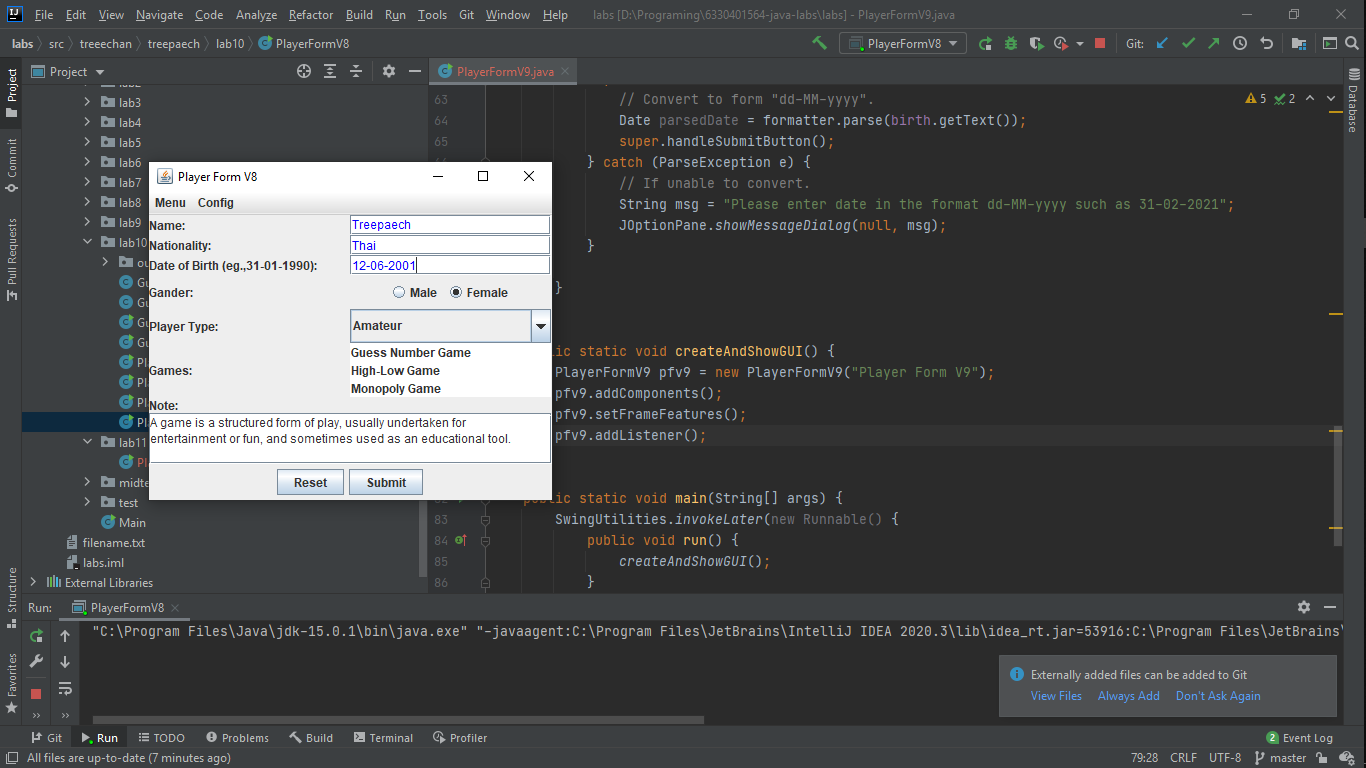 File Edit View Navigate Code Analyze Refactor Build Run Tools Git Window Help labs [D:\Programing\6330401564-java-labs\labs] - PlayerFormV9.java
labs src treeechan treepaech lab10 PlayerFormV8
PlayerFormV8 Git:
Project
PlayerFormV9.java
lab3
lab4
lab5
lab6
lab7
lab8
lab9
lab10
Gu
Gu
Gu
Gu
Pl
Pl
Pl
Pl
lab11
Pl
midte
test
Main
filename.txt
labs.iml
External Libraries
Project
Commit
Pull Requests
Structure
Favorites
Database
5 2
63 // Convert to form "dd-MM-yyyy".
64 Date parsedDate = formatter.parse(birth.getText());
65 super.handleSubmitButton();
} catch (ParseException e) {
// If unable to convert.
String msg = "Please enter date in the format dd-MM-yyyy such as 31-02-2021";
JOptionPane.showMessageDialog(null, msg);
}
}
ic static void createAndShowGUI() {
PlayerFormV9 pfv9 = new PlayerFormV9("Player Form V9");
pfv9.addComponents();
pfv9.setFrameFeatures();
pfv9.addListener();
public static void main(String[] args) {
83 SwingUtilities.invokeLater(new Runnable() {
84 public void run() {
85 createAndShowGUI();
86 }
Player Form V8
Menu Config
Name: Treepaech
Nationality: Thai
Date of Birth (eg.,31-01-1990): 12-06-2001
Gander: Male Female
Player Type: Amateur
Games:
Guess Number Game
High-Low Game
Monopoly Game
Note:
A game is a structured form of play, usually undertaken for
entertainment or fun, and sometimes used as an educational tool.
Reset Submit
Run: PlayerFormV8
"C:\Program Files\Java\jdk-15.0.1\bin\java.exe" "-javaagent:C:\Program Files\JetBrains\IntelliJ IDEA 2020.3\lib\idea_rt.jar=53916:C:\Program Files\JetBrains\
Externally added files can be added to Git
View Files Always Add Don't Ask Again
Git Run TODO Problems Build Terminal Profiler 2 Event Log
All files are up-to-date (7 minutes ago) 79:28 CRLF UTF-8 master